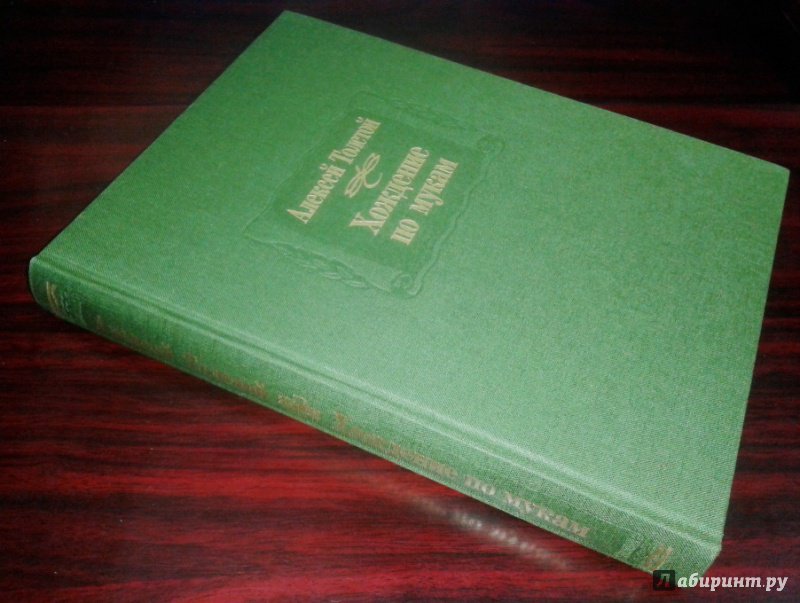 Алексей Толстой
Хождение
по мукам
Алексей Толстой Хождение по мукам
Лабиринт.ру